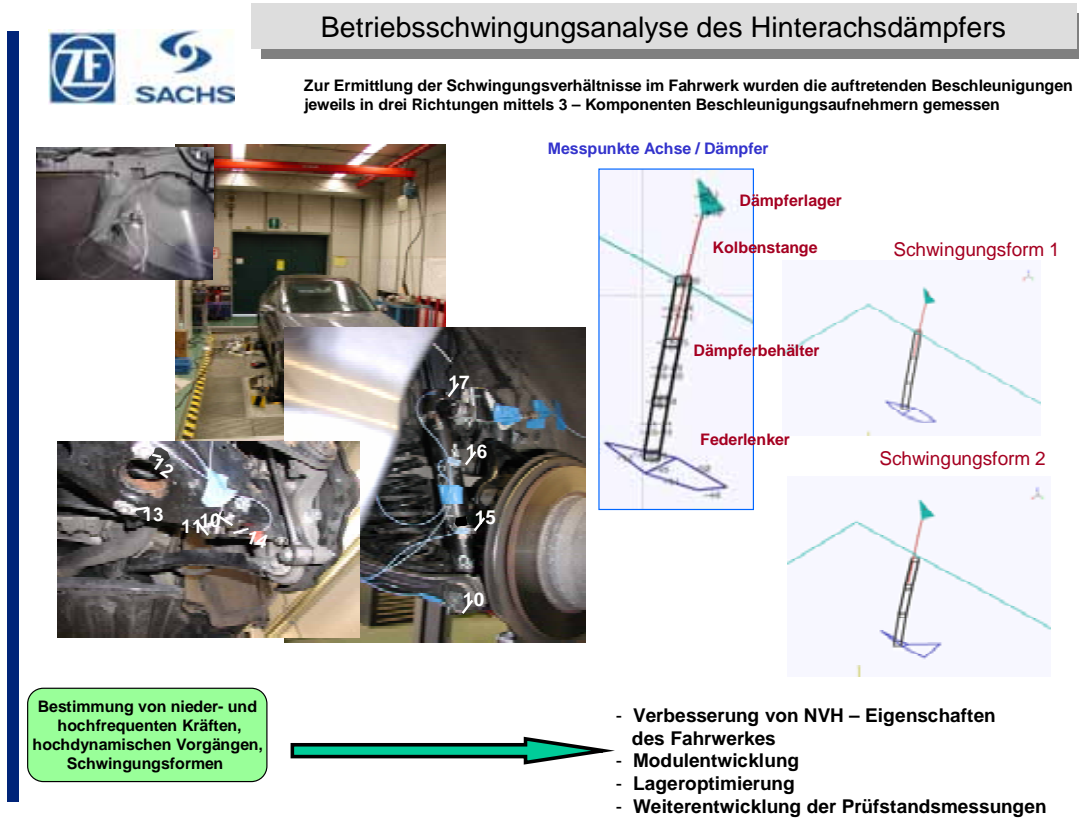 Betriebsschwingungsanalyse des Hinterachsdämpfers
ZF
SACHS
Zur Ermittlung der Schwingungsverhältnisse im Fahrwerk wurden die auftretenden Beschleunigungen
jeweils in drei Richtungen mittels 3 – Komponenten Beschleunigungsaufnehmern gemessen
Messpunkte Achse / Dämpfer
Dämpferlager
Kolbenstange
Dämpferbehälter
Federlenker
Schwingungsform 1
Schwingungsform 2
17
16
15
10
12
13
11
10
14
Bestimmung von nieder- und
hochfrequenten Kräften,
hochdynamischen Vorgängen,
Schwingungsformen
- Verbesserung von NVH – Eigenschaften
des Fahrwerkes
- Modulentwicklung
- Lageroptimierung
- Weiterentwicklung der Prüfstandsmessungen